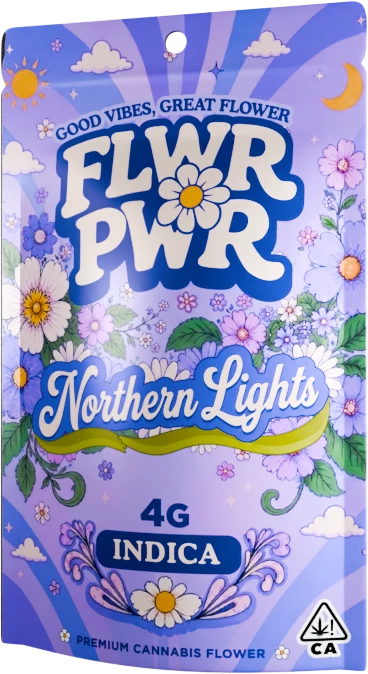 GOOD VIBES, GREAT FLOWER
FLWR
PWR
Northern Lights
4G
INDICA
PREMIUM CANNABIS FLOWER
!
CA